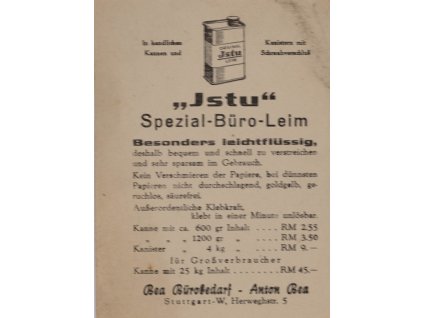 In handlichen
Kannen und
Kanistern mit
Schraubverschluß
ORIGINAL
Jstu
LEIM
„Jstu“
Spezial-Büro-Leim
Besonders leichtflüssig,
deshalb bequem und schnell zu verstreichen
und sehr sparsam im Gebrauch.
Kein Verschmieren der Papiere, bei dünnsten
Papieren nicht durchschlagend, goldgelb, ge-
ruchlos, säurefrei.
Außerordentliche Klebkraft,
klebt in einer Minute unlösbar.
Kanne mit ca. 600 gr Inhalt . . . RM 2.55
„ „ „ 1200 gr „ . . . RM 3.50
Kanister „ 4 kg „ . . . RM 9.—
für Großverbraucher
Kanne mit 25 kg Inhalt . . . . RM 45.—
Bea Bürobedarf - Anton Bea
Stuttgart-W, Herweghstr. 5